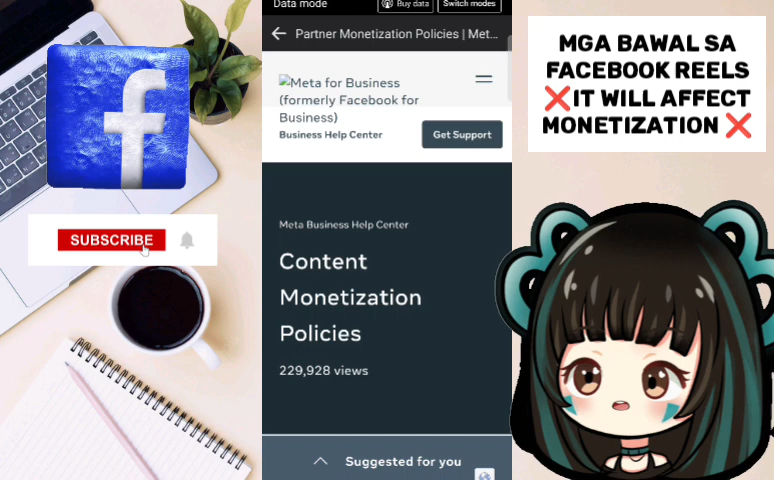 SUBSCRIBE
Data mode
Buy data
Switch modes
Partner Monetization Policies | Met...
Meta for Business
(formerly Facebook for
Business)
Business Help Center
Get Support
Meta Business Help Center
Content
Monetization
Policies
229,928 views
Suggested for you
MGA BAWAL SA
FACEBOOK REELS
❌IT WILL AFFECT
MONETIZATION ❌